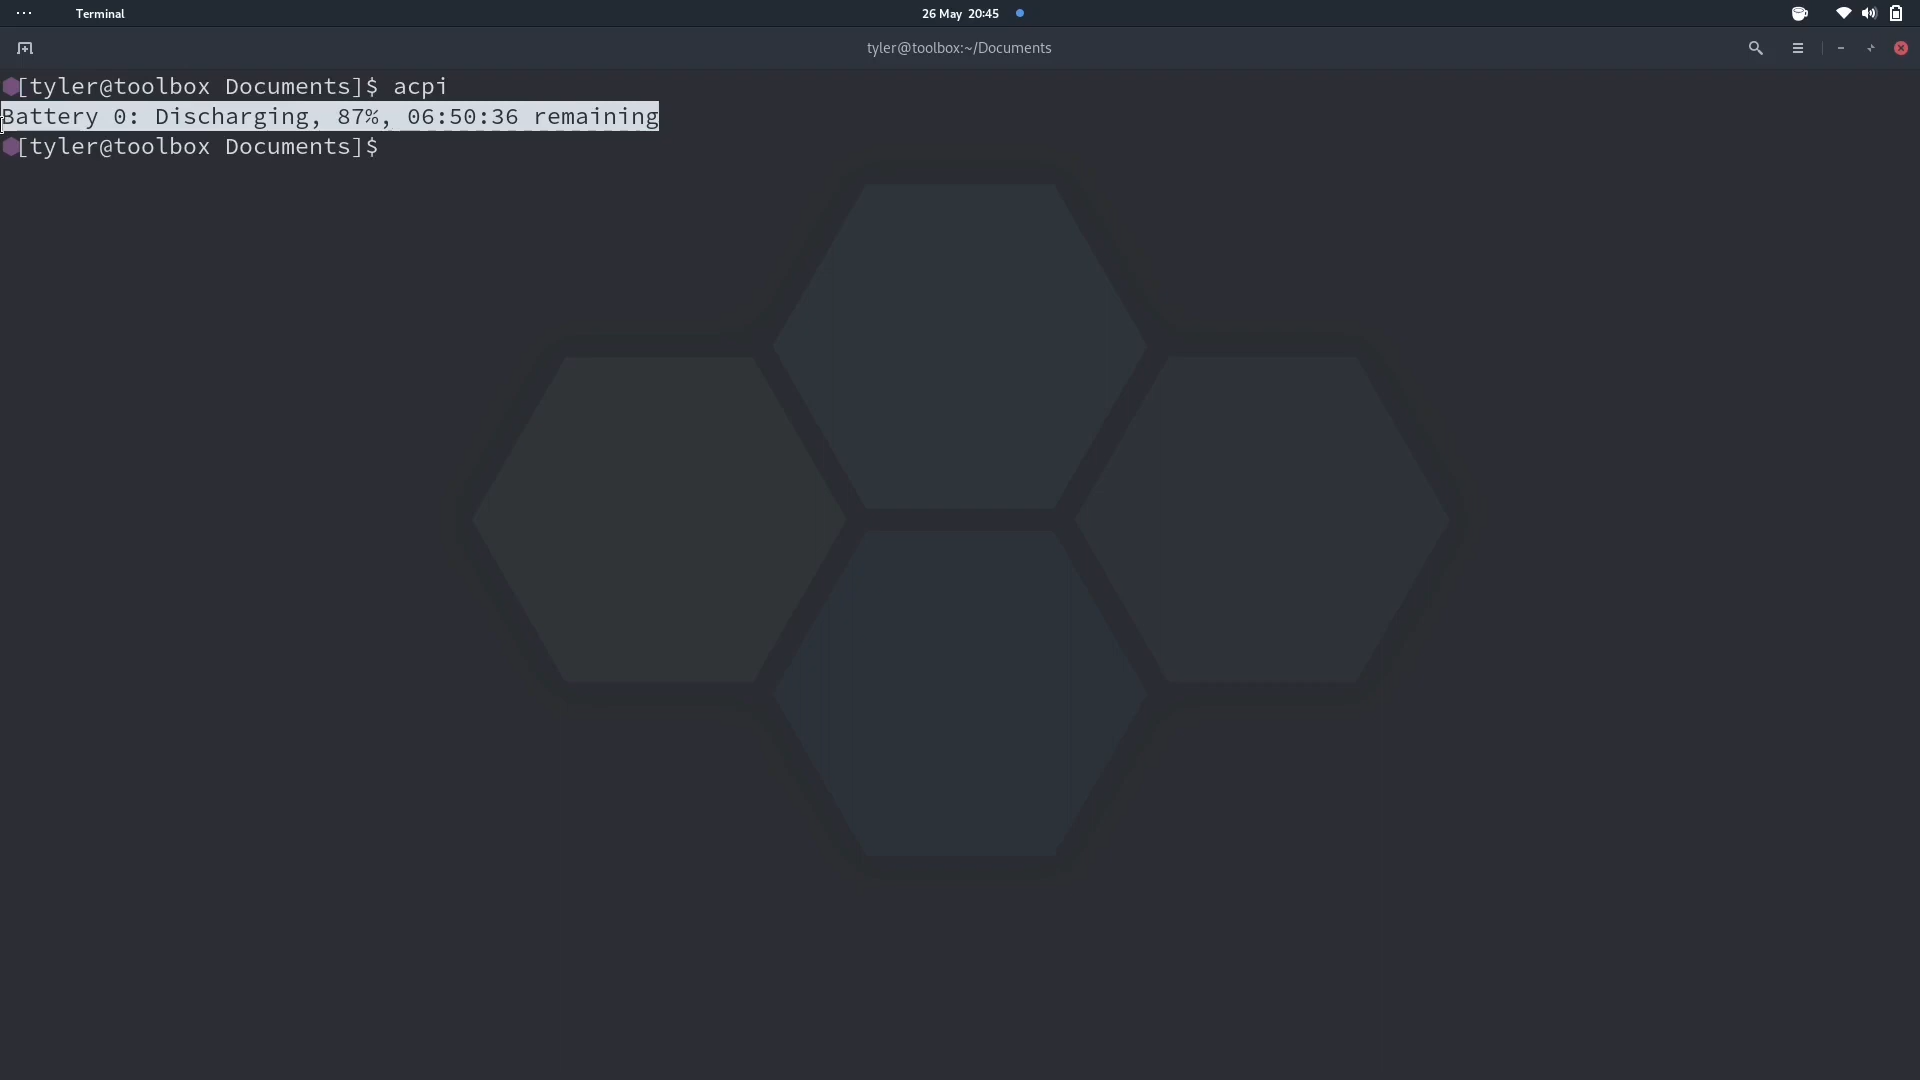 Terminal
26 May 20:45
tyler@toolbox:~/Documents
[tyler@toolbox Documents]$ acpi
Battery 0: Discharging, 87%, 06:50:36 remaining
[tyler@toolbox Documents]$